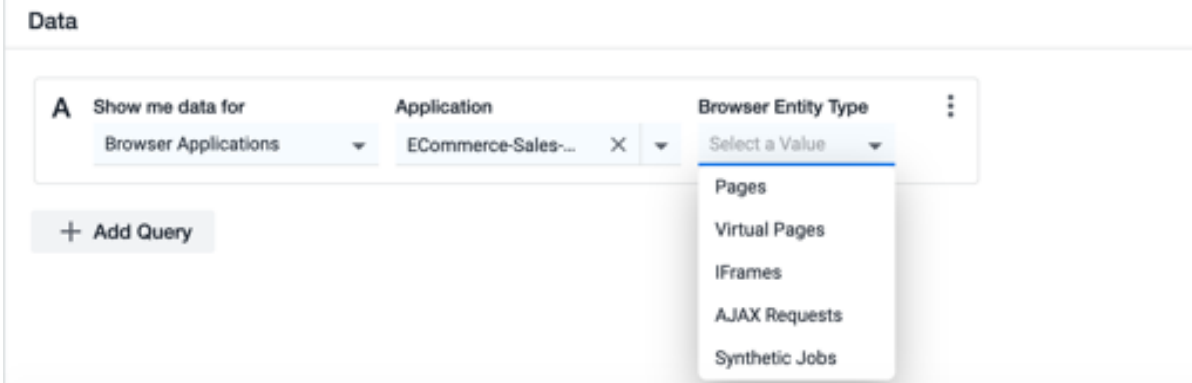 Data
A Show me data for Application Browser Entity Type
Browser Applications ECommerce-Sales-... Select a Value
Pages
+ Add Query Virtual Pages
IFrames
AJAX Requests
Synthetic Jobs